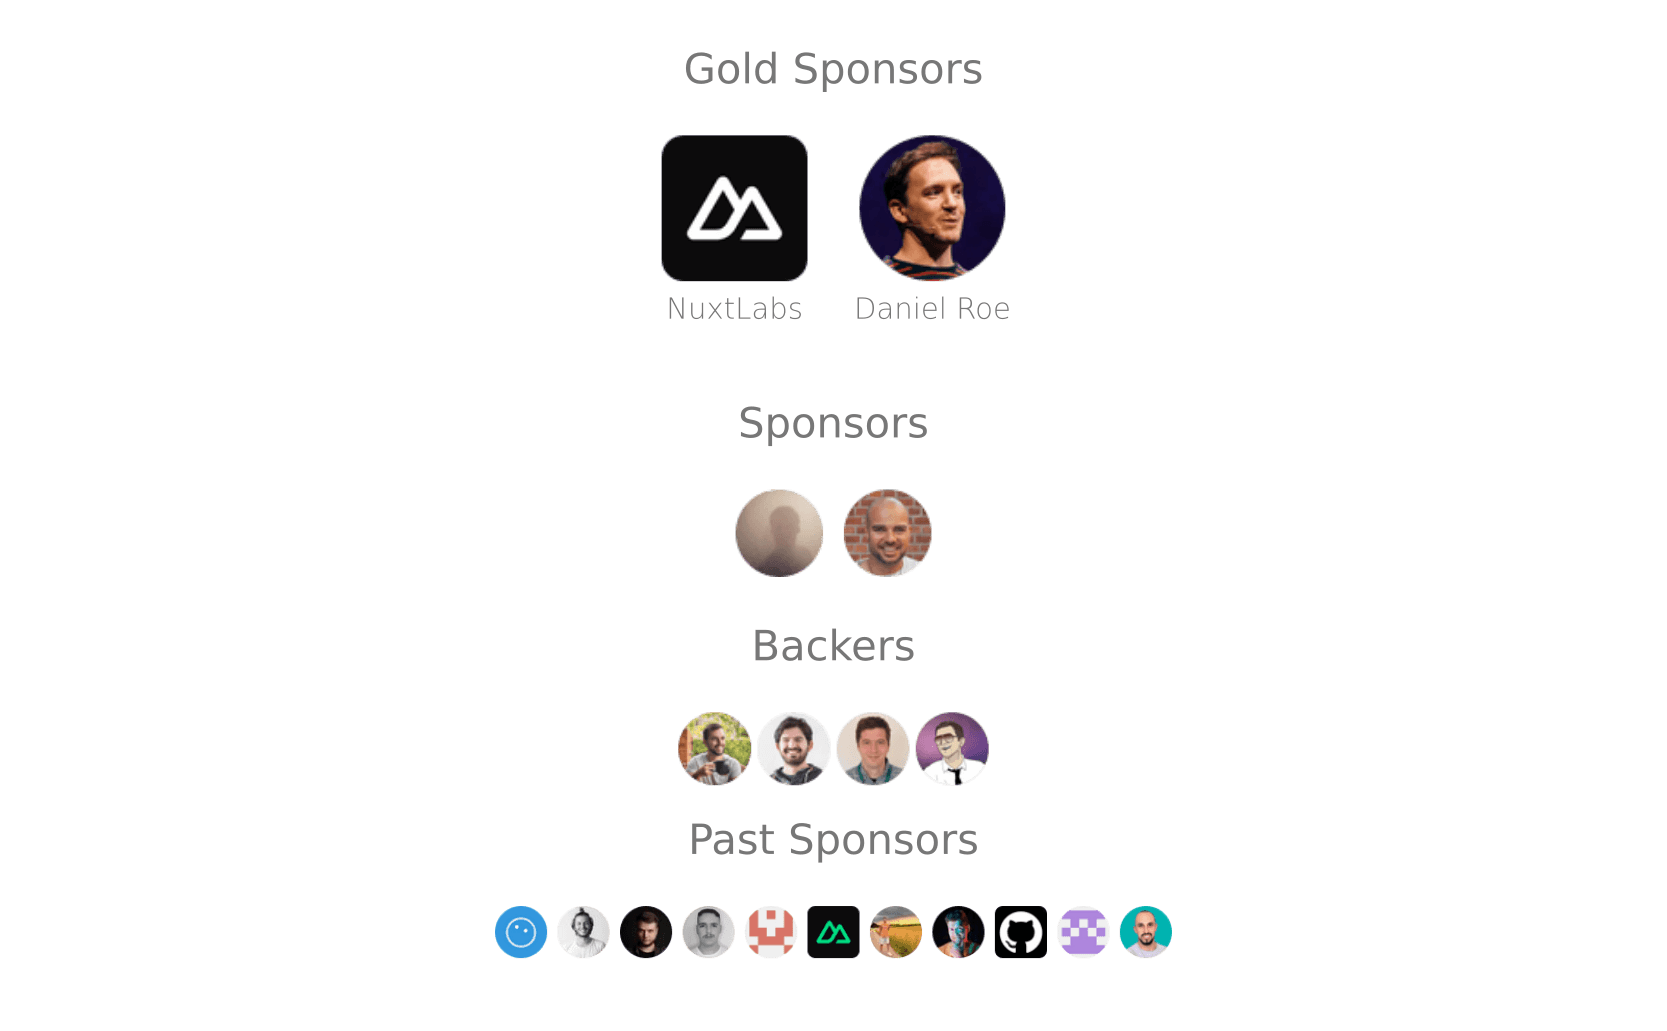 Gold Sponsors
NuxtLabs
Daniel Roe
Sponsors
Backers
Past Sponsors